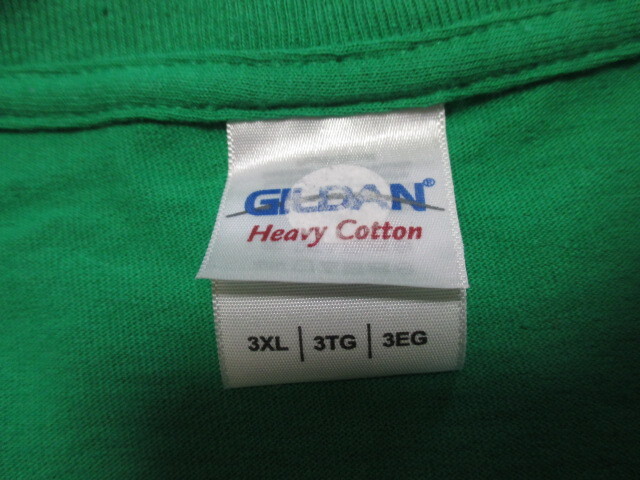 GILDAN®
Heavy Cotton
3XL | 3TG | 3EG